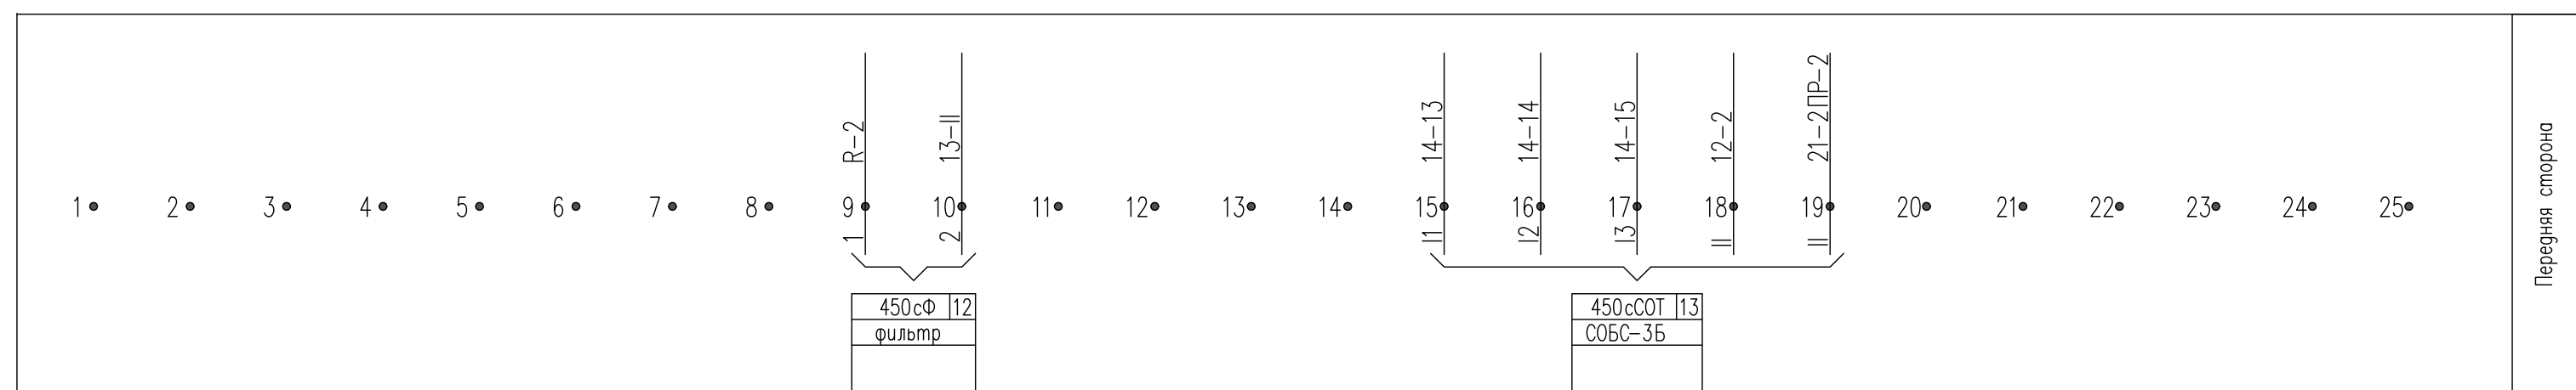 R-2 13-II 14-13 14-14 14-15 12-2 21-2ПР-2
1 2 3 4 5 6 7 8 9 10 11 12 13 14 15 16 17 18 19 20 21 22 23 24 25
1 2 I1 I2 I3 II II
450сФ 12 450сСОТ 13
фильтр СОБС-3Б
Передняя сторона